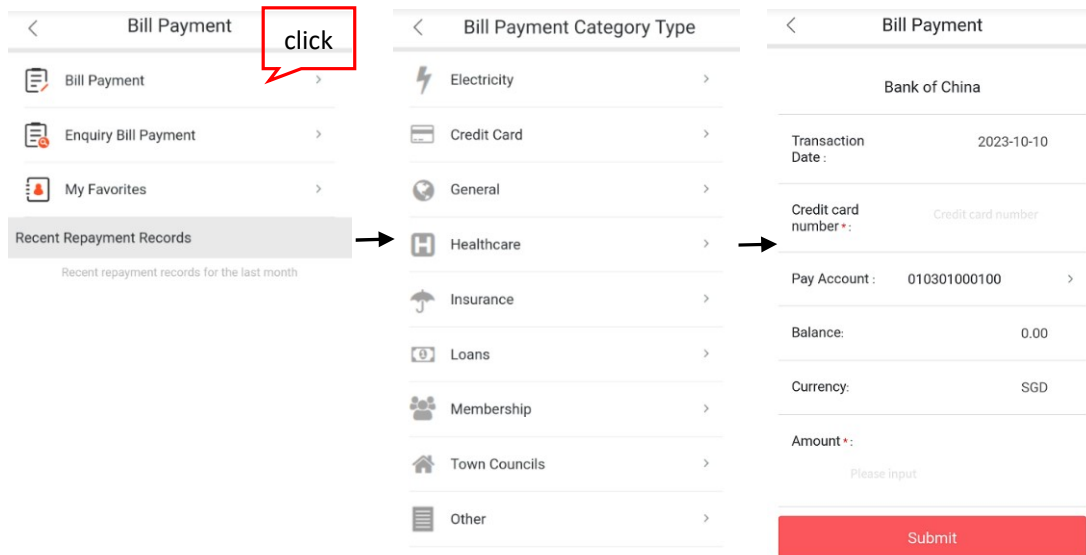 Bill Payment
click
Bill Payment
Enquiry Bill Payment
My Favorites
Recent Repayment Records
Recent repayment records for the last month
Bill Payment Category Type
Electricity
Credit Card
General
Healthcare
Insurance
Loans
Membership
Town Councils
Other
Bill Payment
Bank of China
Transaction
Date :
2023-10-10
Credit card
number* :
Credit card number
Pay Account :
010301000100
Balance:
0.00
Currency:
SGD
Amount * :
Please input
Submit